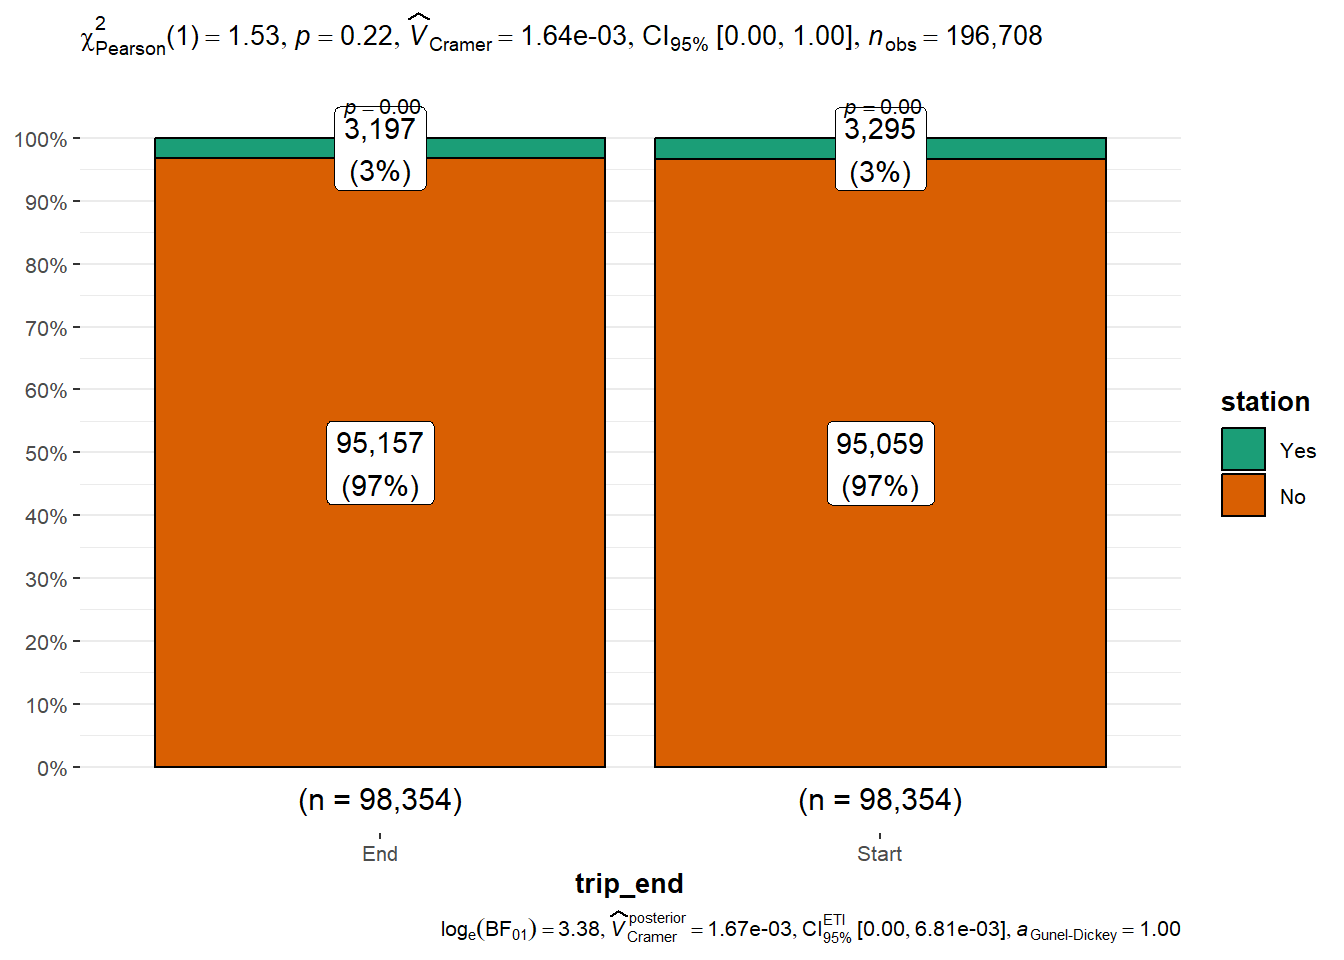 χ²Pearson(1) = 1.53, p = 0.22, V̂Cramer = 1.64e-03, CI95% [0.00, 1.00], nobs = 196,708
p = 0.00
p = 0.00
3,197
(3%)
3,295
(3%)
100%
90%
80%
70%
60%
50%
40%
30%
20%
10%
0%
95,157
(97%)
95,059
(97%)
station
Yes
No
(n = 98,354)
(n = 98,354)
End
Start
trip_end
loge(BF01) = 3.38, V̂posteriorCramer = 1.67e-03, CIETI95% [0.00, 6.81e-03], aGunel-Dickey = 1.00